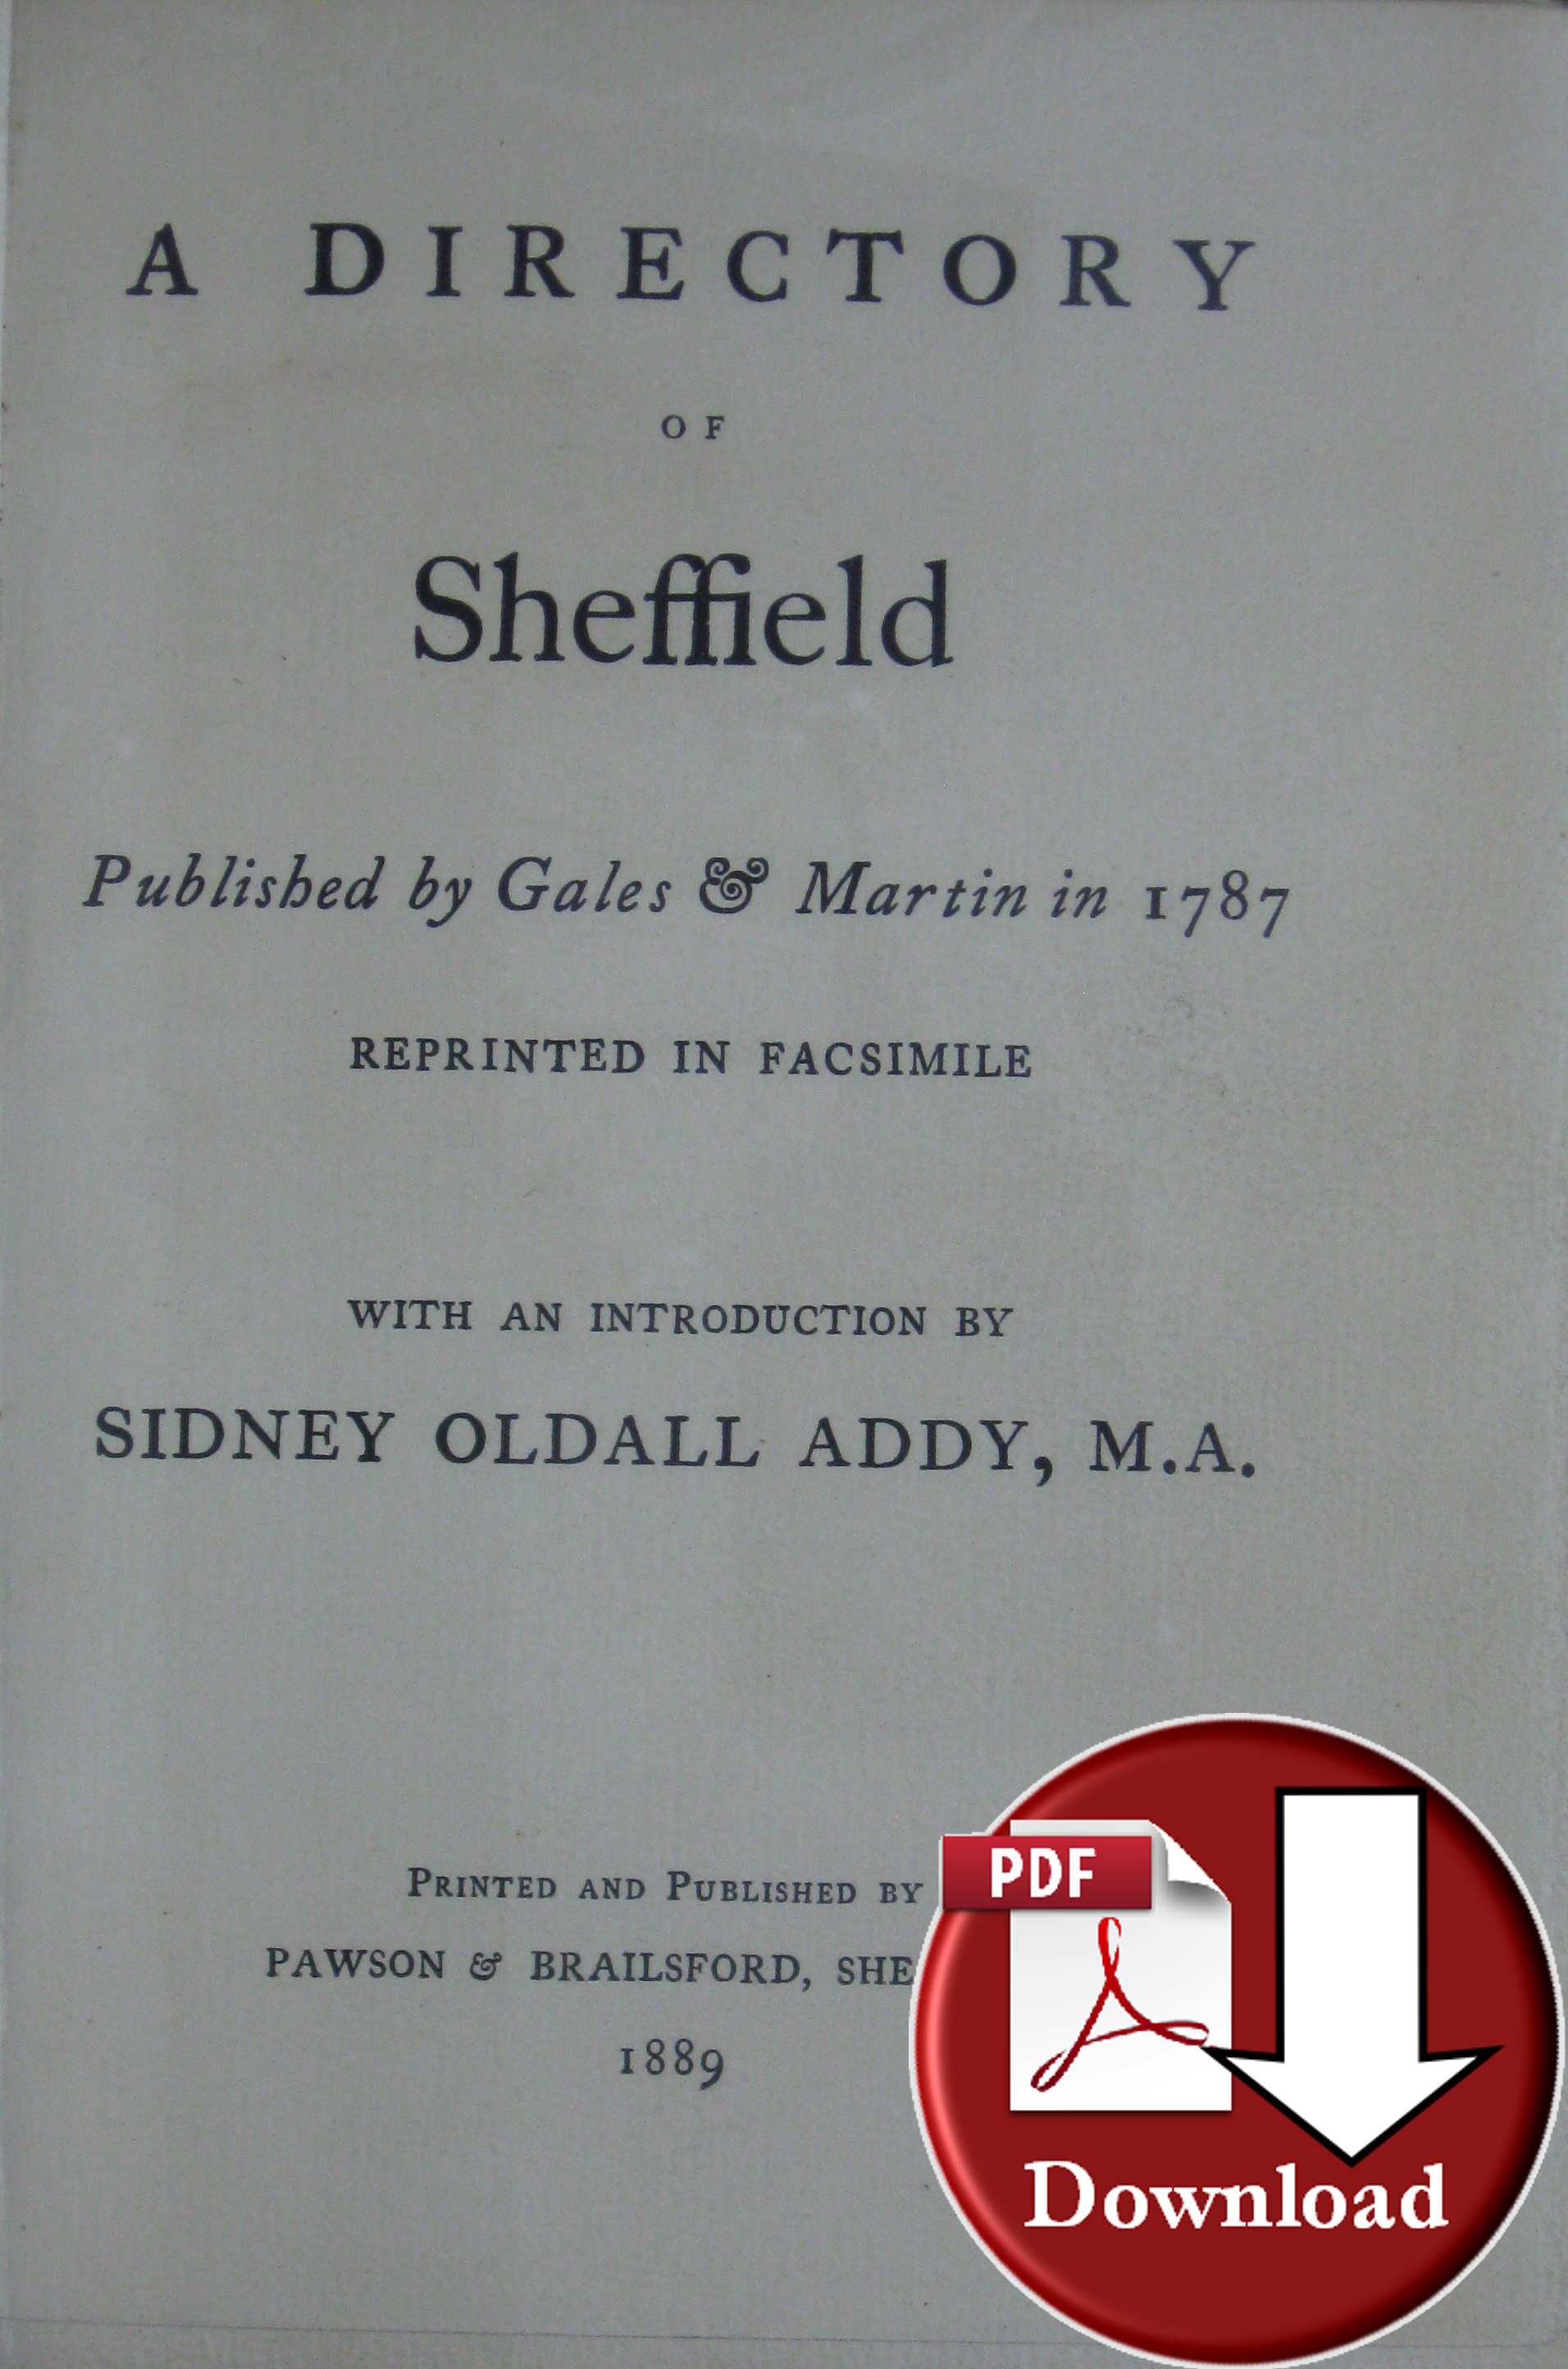 A DIRECTORY
OF
Sheffield
Published by Gales & Martin in 1787
REPRINTED IN FACSIMILE
WITH AN INTRODUCTION BY
SIDNEY OLDALL ADDY, M.A.
PRINTED AND PUBLISHED BY
PAWSON & BRAILSFORD, SHE
1889
PDF
Download